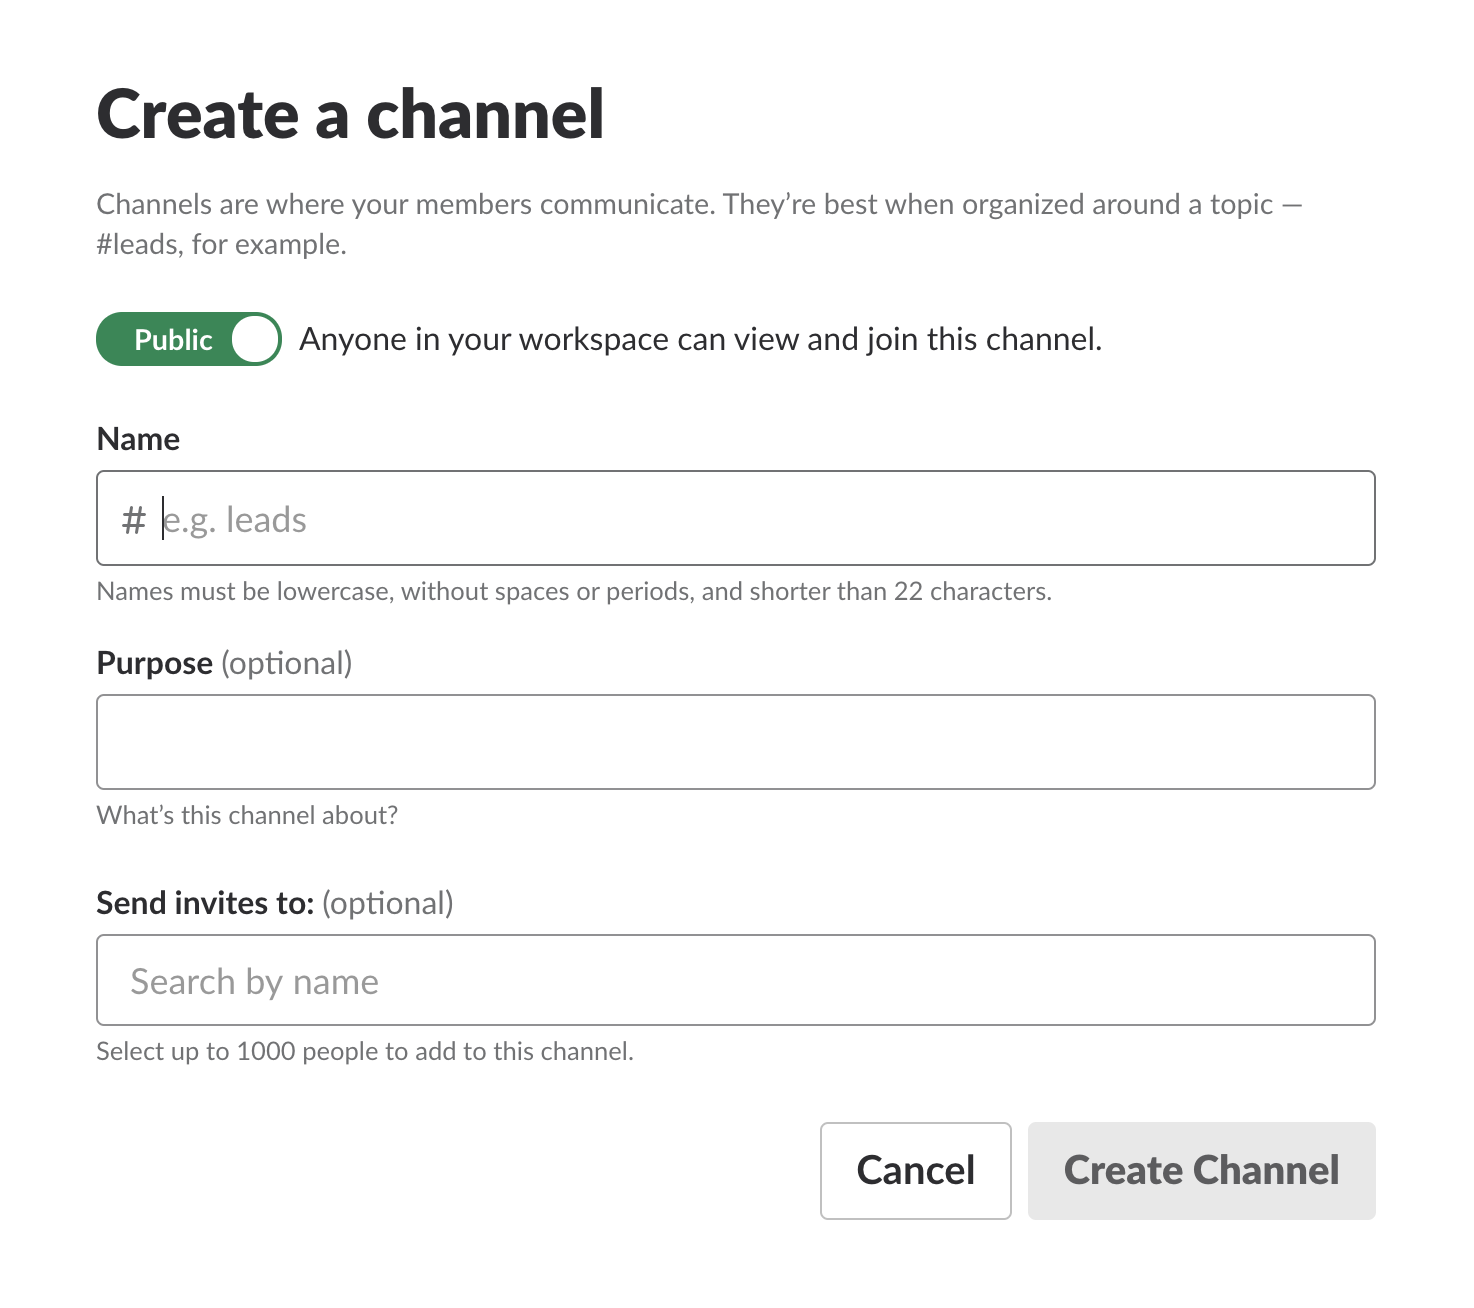 Create a channel
Channels are where your members communicate. They’re best when organized around a topic —
#leads, for example.
Public Anyone in your workspace can view and join this channel.
Name
# e.g. leads
Names must be lowercase, without spaces or periods, and shorter than 22 characters.
Purpose (optional)
What’s this channel about?
Send invites to: (optional)
Search by name
Select up to 1000 people to add to this channel.
Cancel Create Channel